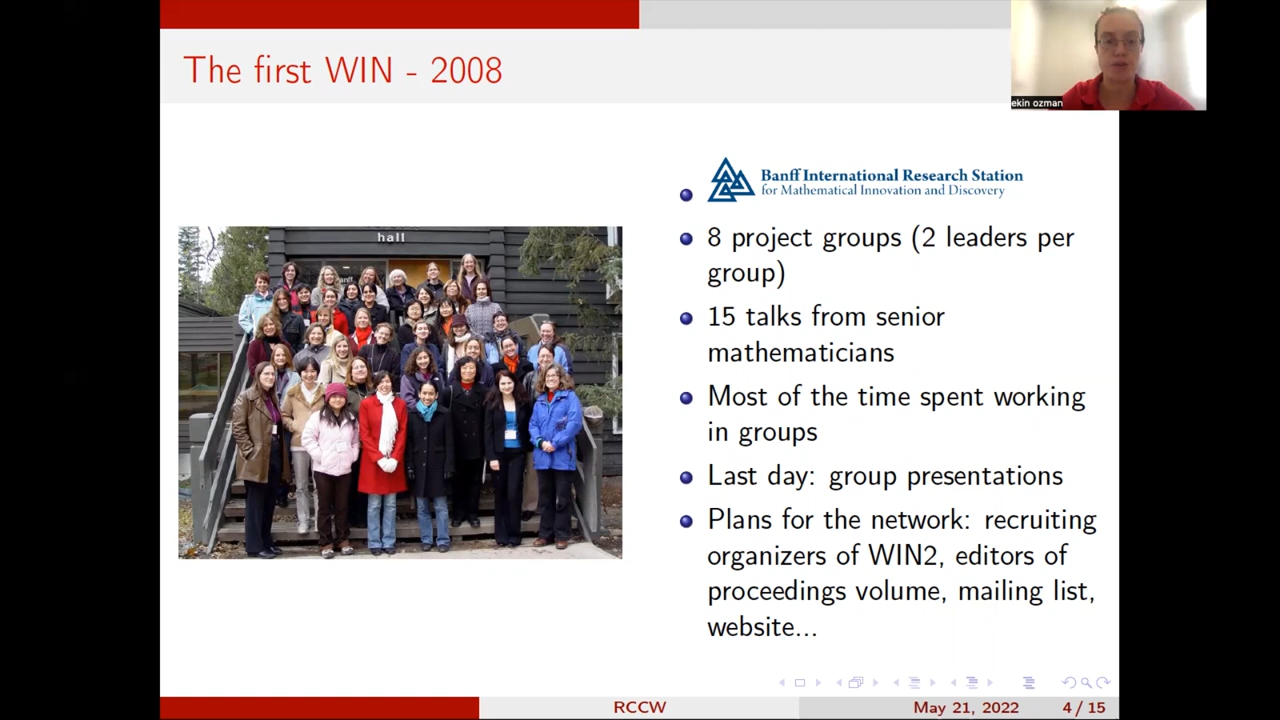 The first WIN - 2008
ekin ozman
hall
Banff
Banff International Research Station
for Mathematical Innovation and Discovery
8 project groups (2 leaders per
group)
15 talks from senior
mathematicians
Most of the time spent working
in groups
Last day: group presentations
Plans for the network: recruiting
organizers of WIN2, editors of
proceedings volume, mailing list,
website...
RCCW
May 21, 2022
4 / 15